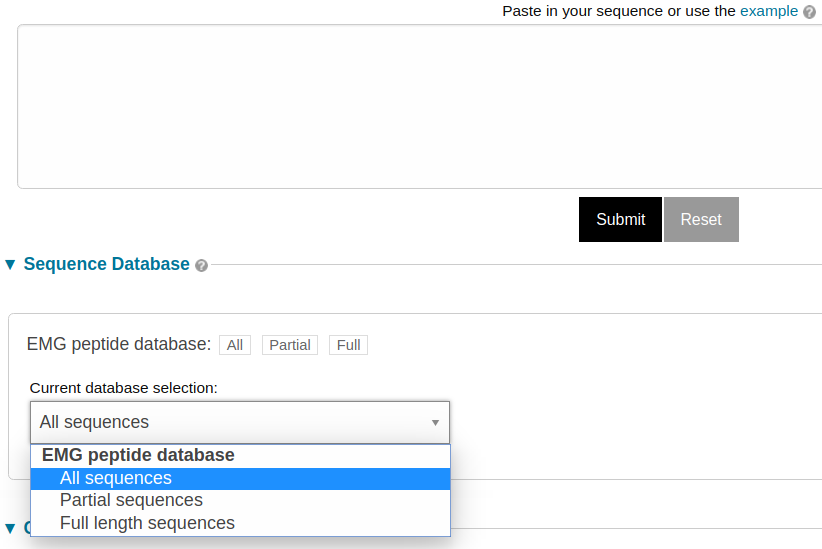 Paste in your sequence or use the example ?
Submit Reset
▼ Sequence Database ?
EMG peptide database: All Partial Full
Current database selection:
All sequences ▼
EMG peptide database
All sequences
Partial sequences
Full length sequences